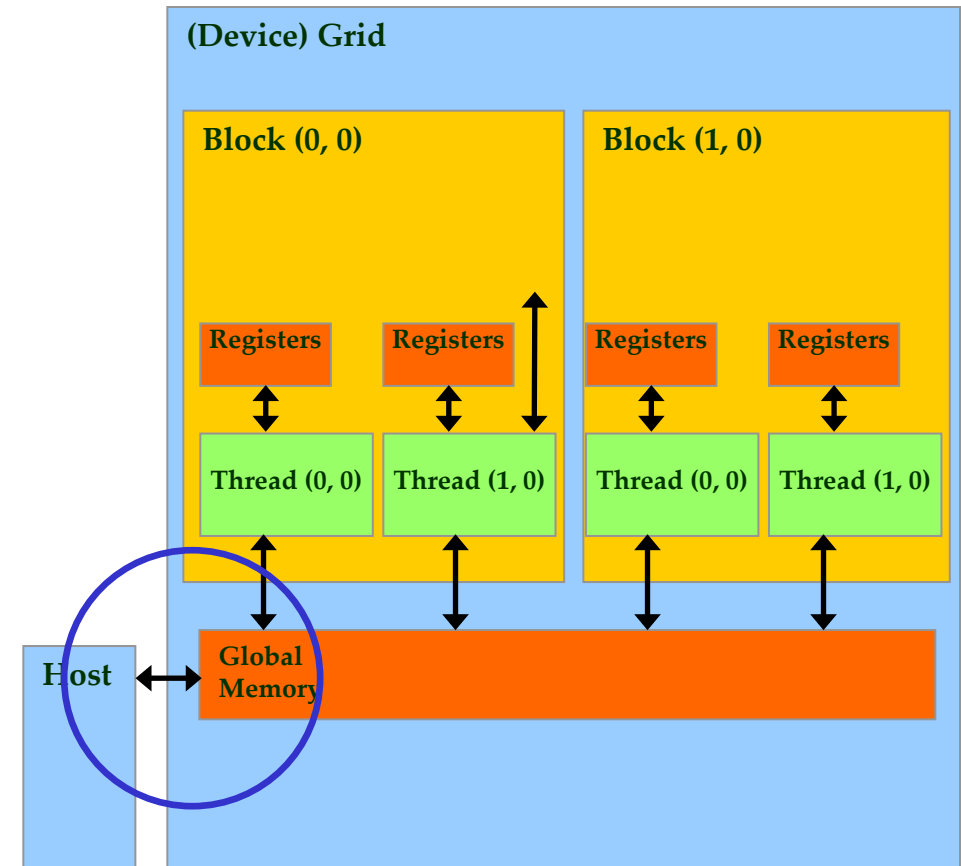 (Device) Grid
Block (0, 0)
Block (1, 0)
Registers
Registers
Registers
Registers
Thread (0, 0)
Thread (1, 0)
Thread (0, 0)
Thread (1, 0)
Host
Global
Memory